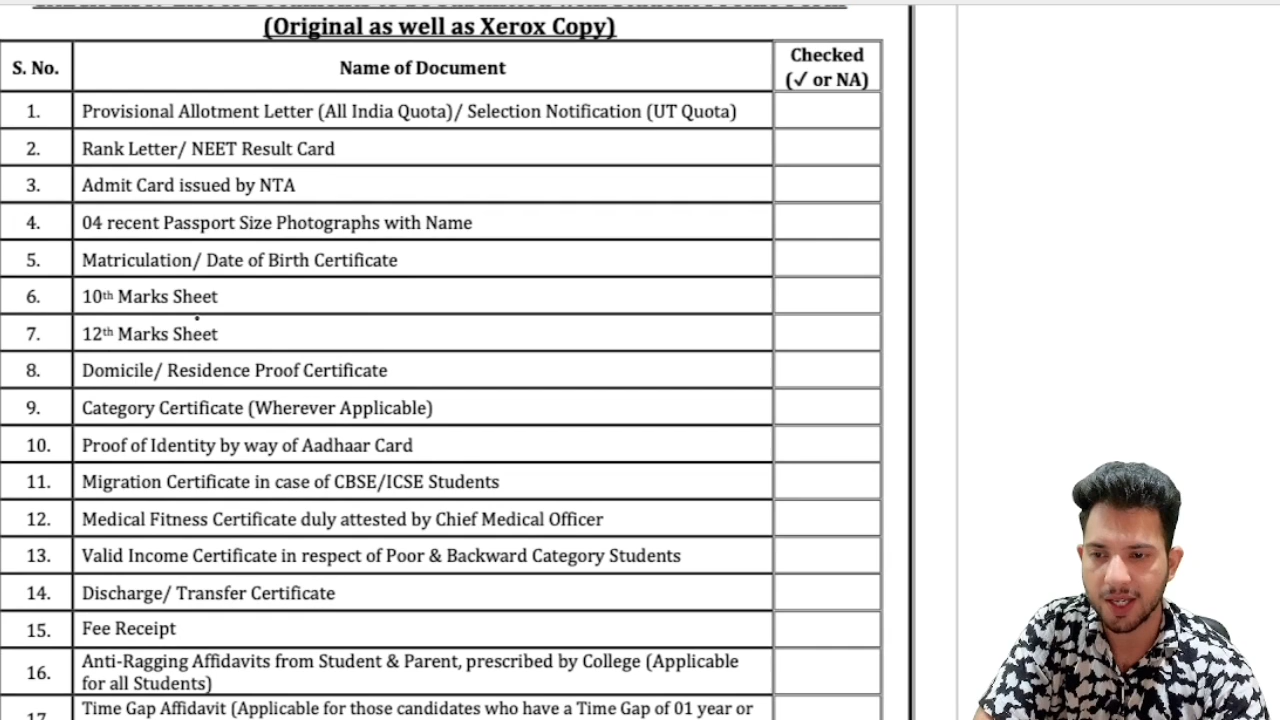 (Original as well as Xerox Copy)
S. No. Name of Document Checked
(✓ or NA)
1. Provisional Allotment Letter (All India Quota)/ Selection Notification (UT Quota)
2. Rank Letter/ NEET Result Card
3. Admit Card issued by NTA
4. 04 recent Passport Size Photographs with Name
5. Matriculation/ Date of Birth Certificate
6. 10th Marks Sheet
7. 12th Marks Sheet
8. Domicile/ Residence Proof Certificate
9. Category Certificate (Wherever Applicable)
10. Proof of Identity by way of Aadhaar Card
11. Migration Certificate in case of CBSE/ICSE Students
12. Medical Fitness Certificate duly attested by Chief Medical Officer
13. Valid Income Certificate in respect of Poor & Backward Category Students
14. Discharge/ Transfer Certificate
15. Fee Receipt
16. Anti-Ragging Affidavits from Student & Parent, prescribed by College (Applicable
for all Students)
17. Time Gap Affidavit (Applicable for those candidates who have a Time Gap of 01 year or